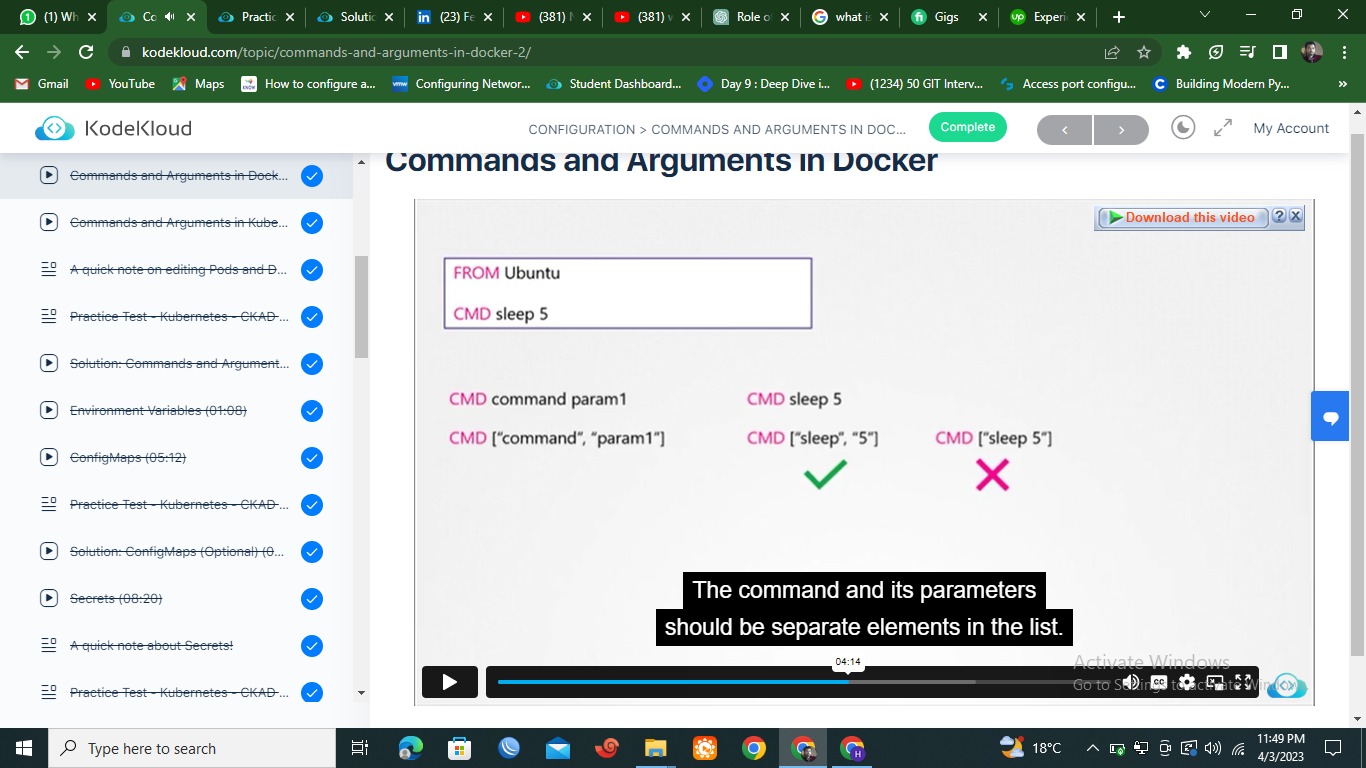 (1) Wh
Co
Practic
Solutio
(23) Fe
(381) N
(381) v
Role o
what is
Gigs
Experi
kodekloud.com/topic/commands-and-arguments-in-docker-2/
Gmail
YouTube
Maps
How to configure a...
Configuring Networ...
Student Dashboard...
Day 9 : Deep Dive i...
(1234) 50 GIT Interv...
Access port configu...
Building Modern Py...
»
KodeKloud
CONFIGURATION > COMMANDS AND ARGUMENTS IN DOC...
Complete
My Account
Commands and Arguments in Dock...
Commands and Arguments in Kube...
A quick note on editing Pods and D...
Practice Test - Kubernetes - CKAD ...
Solution: Commands and Argument...
Environment Variables (01:08)
ConfigMaps (05:12)
Practice Test - Kubernetes - CKAD ...
Solution: ConfigMaps (Optional) (0...
Secrets (08:20)
A quick note about Secrets!
Practice Test - Kubernetes - CKAD ...
Commands and Arguments in Docker
Download this video
FROM Ubuntu
CMD sleep 5
CMD command param1
CMD sleep 5
CMD ["command", "param1"]
CMD ["sleep", "5"]
CMD ["sleep 5"]
The command and its parameters
should be separate elements in the list.
04:14
Activate Windows
Go to Settings to activate Windows.
Type here to search
18°C
11:49 PM
4/3/2023